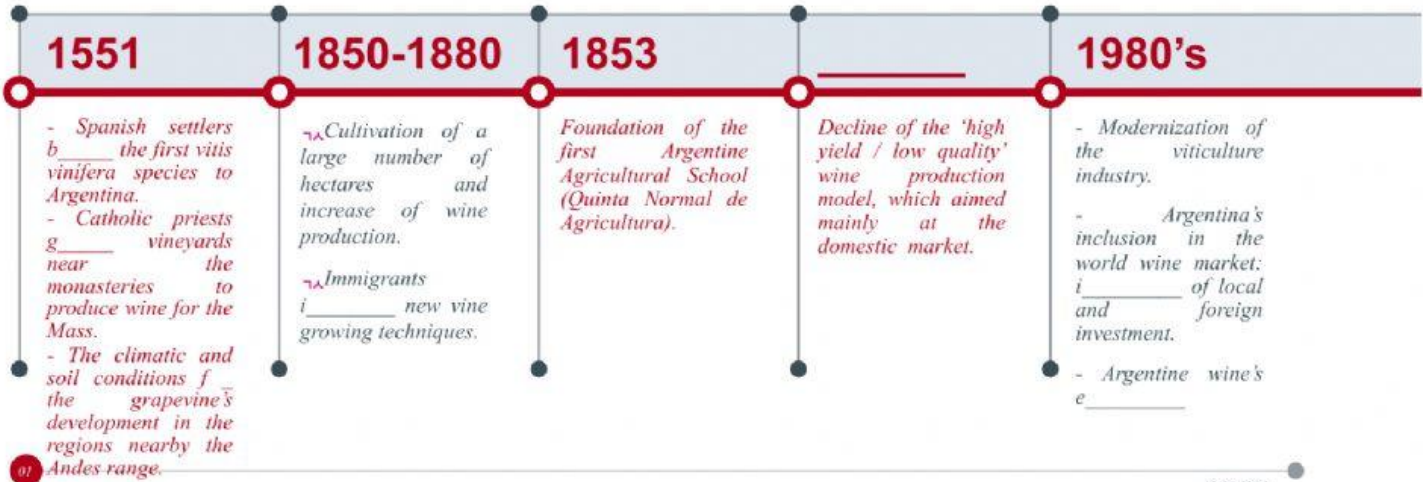 1551
- Spanish settlers
b_____ the first vitis
vinifera species to
Argentina.
- Catholic priests
g_____ vineyards
near the
monasteries to
produce wine for the
Mass.
- The climatic and
soil conditions f _
the grapevine's
development in the
regions nearby the
Andes range.
1850-1880
Cultivation of a
large number of
hectares and
increase of wine
production.
Immigrants
i________ new vine
growing techniques.
1853
Foundation of the
first Argentine
Agricultural School
(Quinta Normal de
Agricultura).
__________
Decline of the 'high
yield / low quality'
wine production
model, which aimed
mainly at the
domestic market.
1980's
- Modernization of
the viticulture
industry.
- Argentina's
inclusion in the
world wine market:
i_________ of local
and foreign
investment.
- Argentine wine's
e_________
01